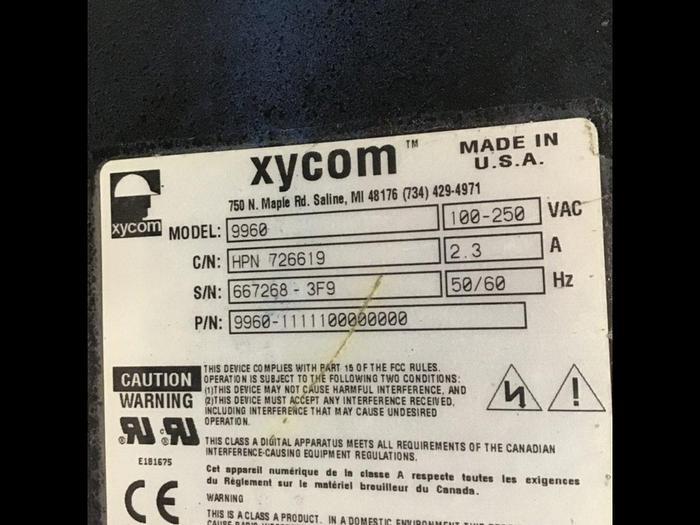 xycom™
MADE IN
U.S.A.
750 N. Maple Rd. Saline, MI 48176 (734) 429-4971
xycom
MODEL: 9960 100-250 VAC
C/N: HPN 726619 2.3 A
S/N: 667268 - 3F9 50/60 Hz
P/N: 9960-1111100000000
CAUTION
WARNING
THIS DEVICE COMPLIES WITH PART 15 OF THE FCC RULES.
OPERATION IS SUBJECT TO THE FOLLOWING TWO CONDITIONS:
(1)THIS DEVICE MAY NOT CAUSE HARMFUL INTERFERENCE, AND
(2)THIS DEVICE MUST ACCEPT ANY INTERFERENCE RECEIVED,
INCLUDING INTERFERENCE THAT MAY CAUSE UNDESIRED
OPERATION.
E181675
THIS CLASS A DIGITAL APPARATUS MEETS ALL REQUIREMENTS OF THE CANADIAN
INTERFERENCE-CAUSING EQUIPMENT REGULATIONS.
Cet appareil numérique de la classe A respecte toutes les exigences
du Règlement sur le matériel brouilleur du Canada.
CE
WARNING
THIS IS A CLASS A PRODUCT. IN A DOMESTIC ENVIRONMENT THIS